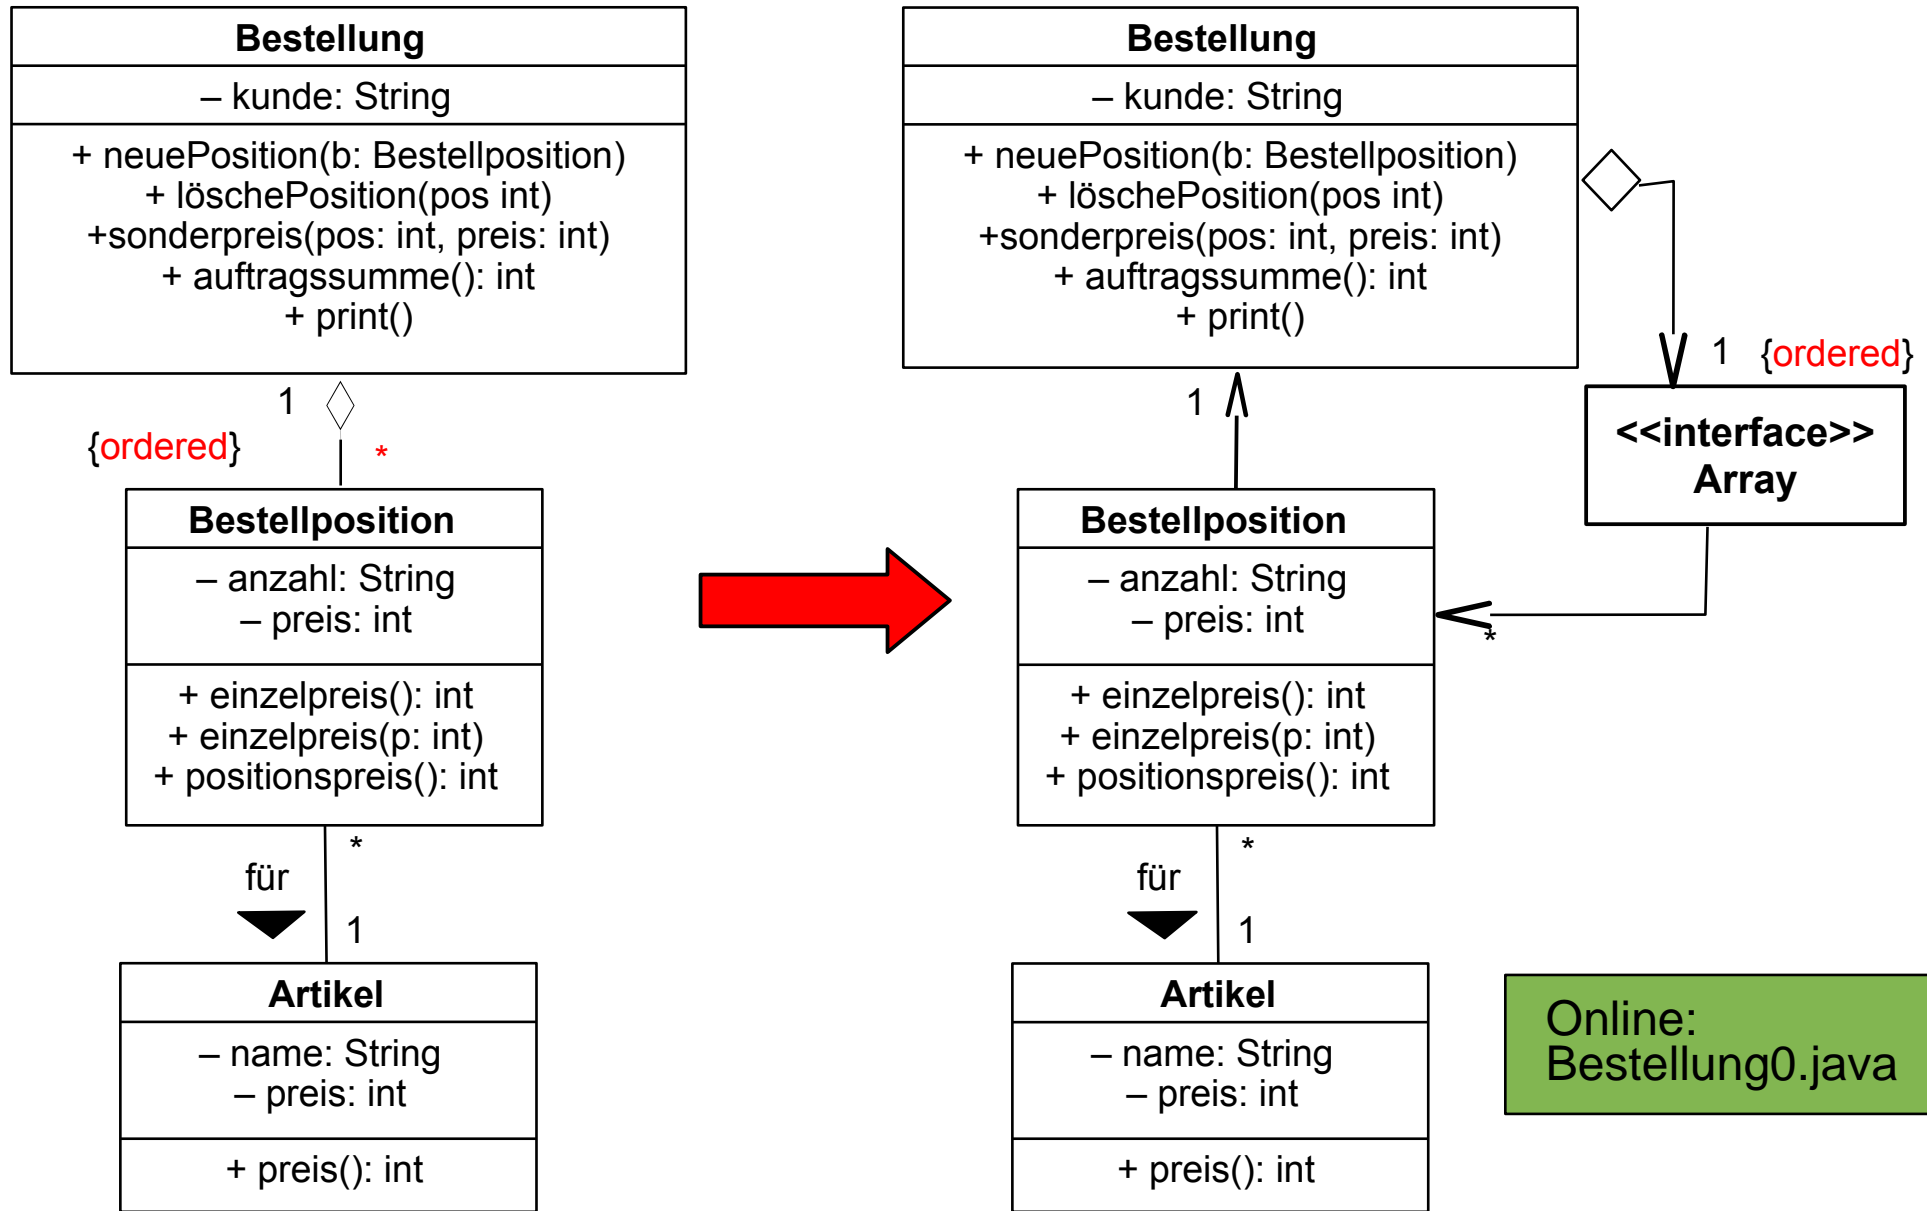 Bestellung
– kunde: String
+ neuePosition(b: Bestellposition)
+ löschePosition(pos int)
+sonderpreis(pos: int, preis: int)
+ auftragssumme(): int
+ print()
1
{ordered}
*
Bestellposition
– anzahl: String
– preis: int
+ einzelpreis(): int
+ einzelpreis(p: int)
+ positionspreis(): int
*
für
1
Artikel
– name: String
– preis: int
+ preis(): int
Bestellung
– kunde: String
+ neuePosition(b: Bestellposition)
+ löschePosition(pos int)
+sonderpreis(pos: int, preis: int)
+ auftragssumme(): int
+ print()
1 {ordered}
<<interface>>
Array
1
*
Bestellposition
– anzahl: String
– preis: int
+ einzelpreis(): int
+ einzelpreis(p: int)
+ positionspreis(): int
*
für
1
Artikel
– name: String
– preis: int
+ preis(): int
Online:
Bestellung0.java